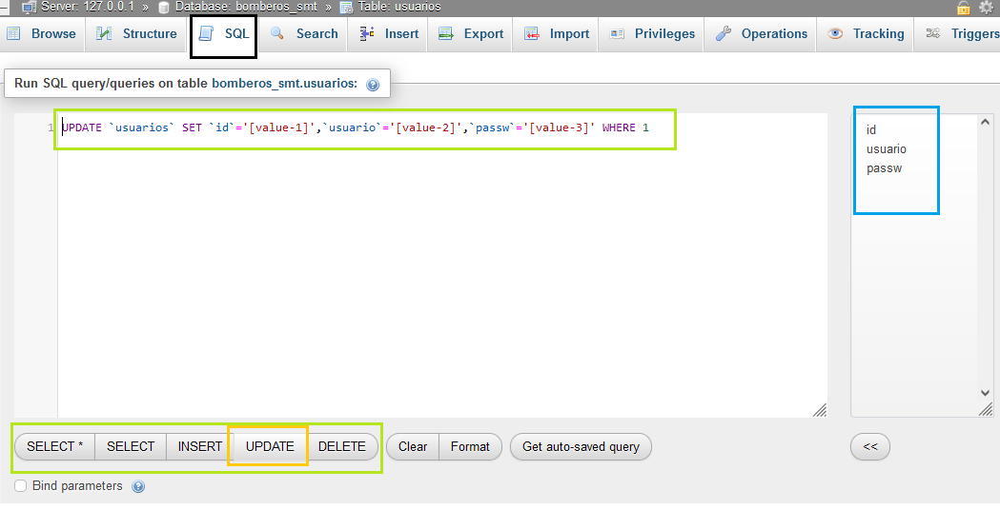 Server: 127.0.0.1 » Database: bomberos_smt » Table: usuarios
Browse Structure SQL Search Insert Export Import Privileges Operations Tracking Triggers
Run SQL query/queries on table bomberos_smt.usuarios:
1 UPDATE `usuarios` SET `id`='[value-1]',`usuario`='[value-2]',`passw`='[value-3]' WHERE 1
id
usuario
passw
SELECT * SELECT INSERT UPDATE DELETE Clear Format Get auto-saved query <<
Bind parameters